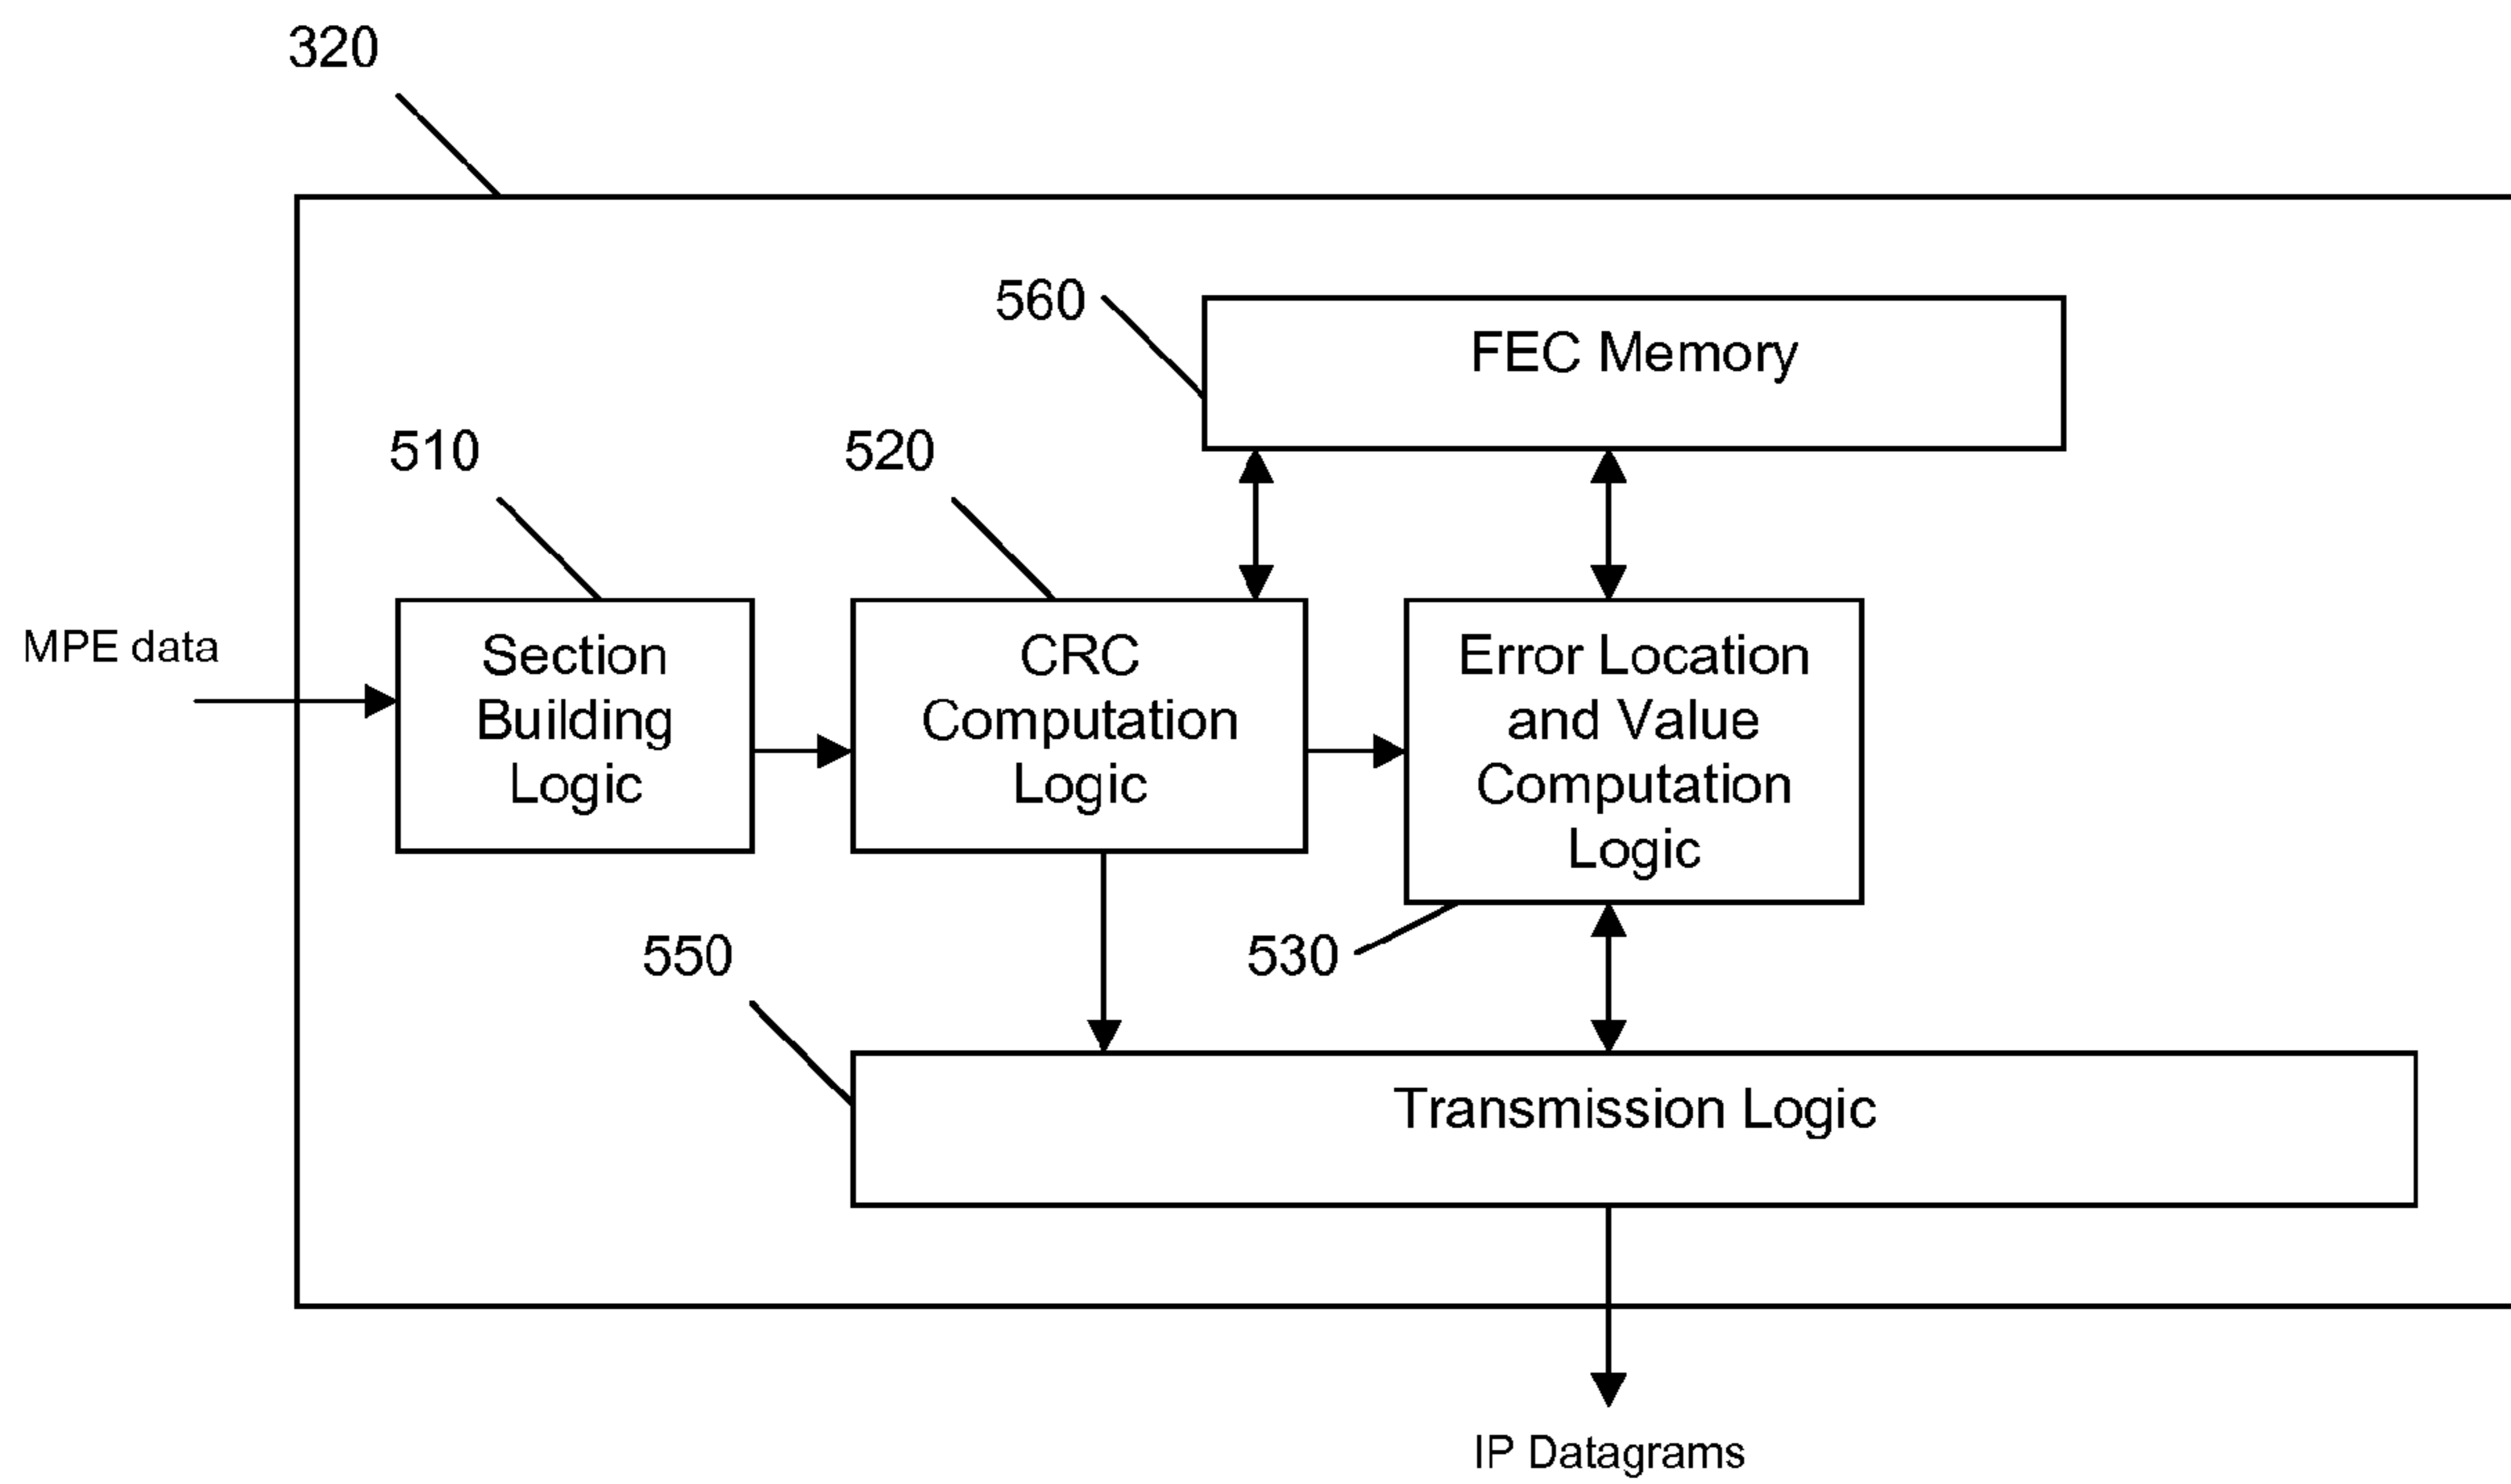 320
560
FEC Memory
510
520
MPE data
Section
Building
Logic
CRC
Computation
Logic
Error Location
and Value
Computation
Logic
550
530
Transmission Logic
IP Datagrams